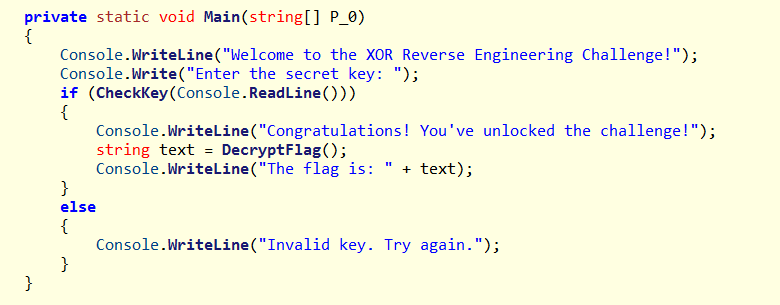 private static void Main(string[] P_0)
{
    Console.WriteLine("Welcome to the XOR Reverse Engineering Challenge!");
    Console.Write("Enter the secret key: ");
    if (CheckKey(Console.ReadLine()))
    {
        Console.WriteLine("Congratulations! You've unlocked the challenge!");
        string text = DecryptFlag();
        Console.WriteLine("The flag is: " + text);
    }
    else
    {
        Console.WriteLine("Invalid key. Try again.");
    }
}